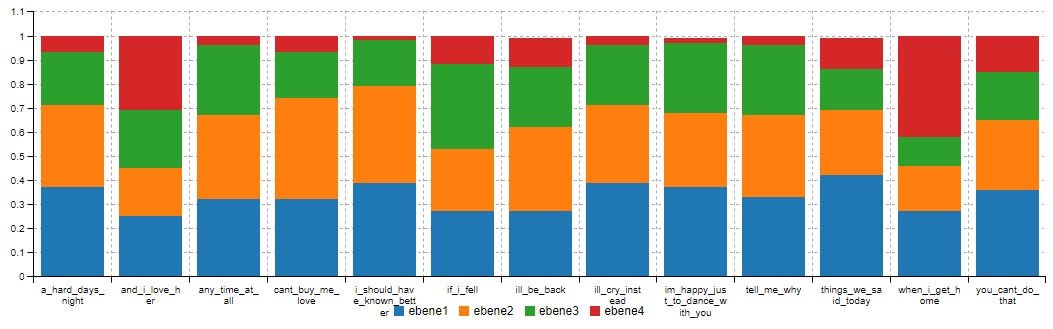 1.1
1
0.9
0.8
0.7
0.6
0.5
0.4
0.3
0.2
0.1
0
a_hard_days_
night
and_i_love_h
er
any_time_at_
all
cant_buy_me_
love
i_should_hav
e_known_bett
er
if_i_fell
ill_be_back
ill_cry_inst
ead
im_happy_jus
t_to_dance_w
ith_you
tell_me_why
things_we_sa
id_today
when_i_get_h
ome
you_cant_do_
that
ebene1 ebene2 ebene3 ebene4